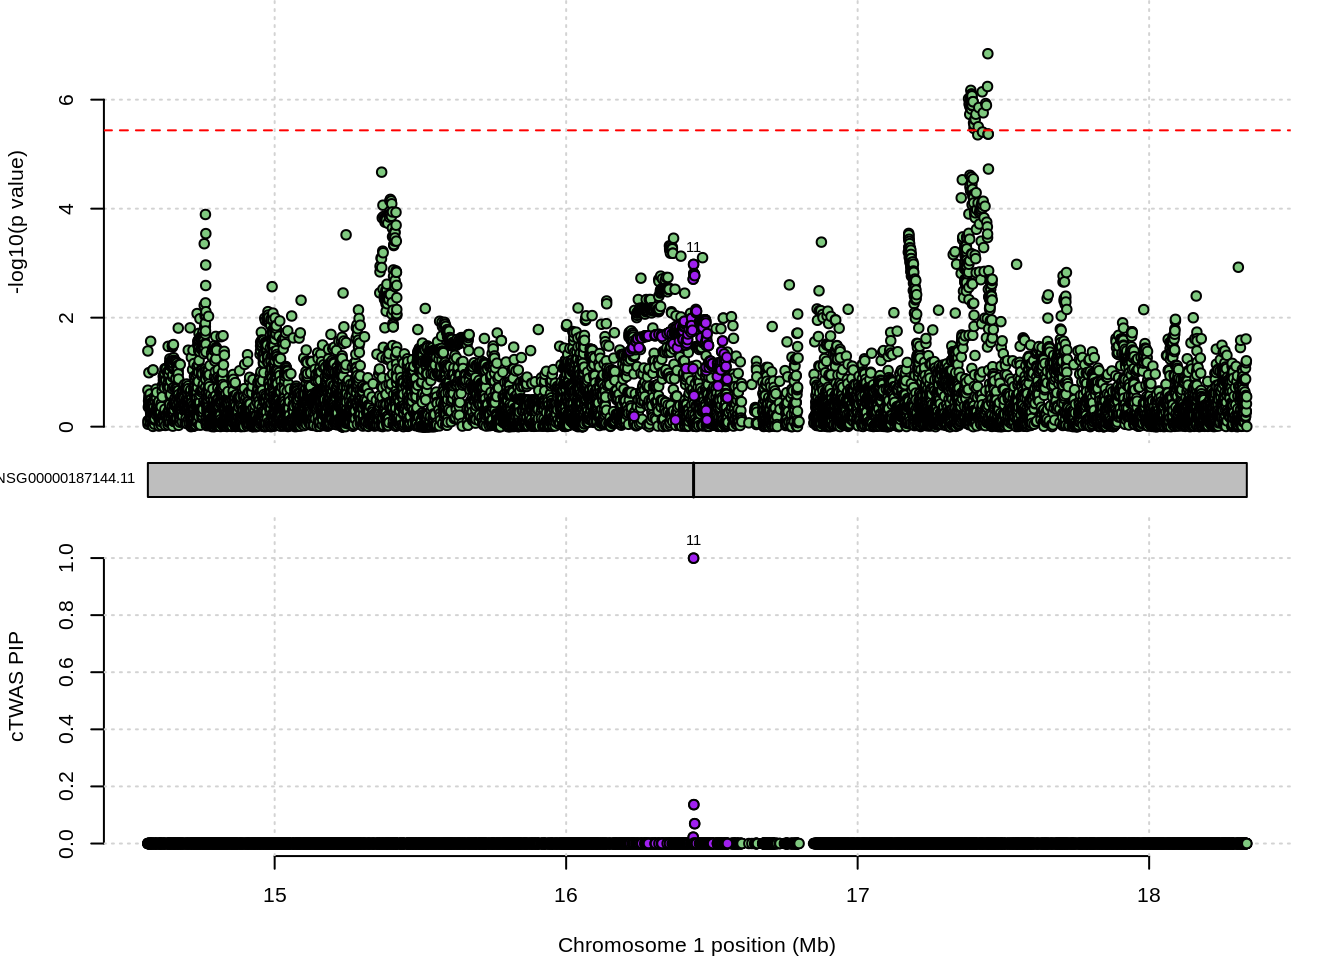 -log10(p value)
6
4
2
0
11
NSG00000187144.11
11
cTWAS PIP
1.0
0.8
0.6
0.4
0.2
0.0
15 16 17 18
Chromosome 1 position (Mb)